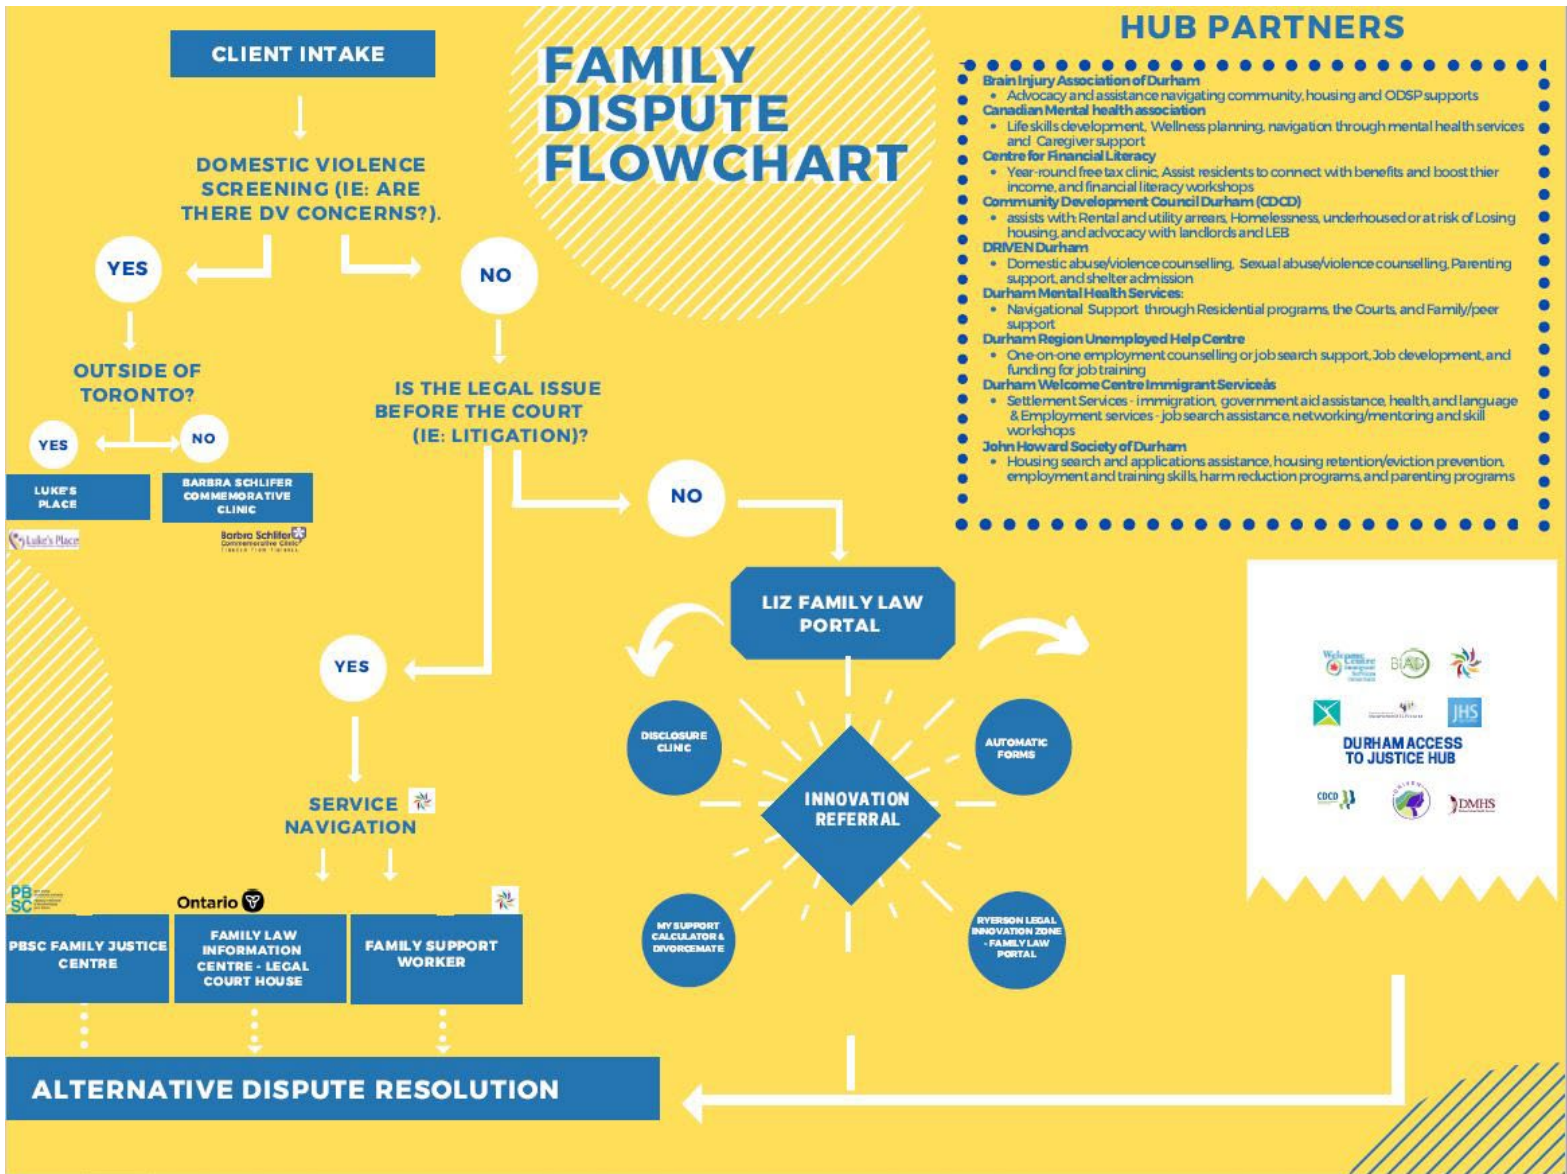 CLIENT INTAKE
FAMILY
DISPUTE
FLOWCHART
DOMESTIC VIOLENCE
SCREENING (IE: ARE
THERE DV CONCERNS?).
YES
NO
OUTSIDE OF
TORONTO?
YES
NO
LUKE'S
PLACE
BARBRA SCHLIFER
COMMEMORATIVE
CLINIC
Luke's Place
Barbra Schlifer
Commemorative Clinic
IS THE LEGAL ISSUE
BEFORE THE COURT
(IE: LITIGATION)?
NO
YES
LIZ FAMILY LAW
PORTAL
DISCLOSURE
CLINIC
AUTOMATIC
FORMS
INNOVATION
REFERRAL
MY SUPPORT
CALCULATOR &
DIVORCEMATE
RYERSON LEGAL
INNOVATION ZONE
- FAMILY LAW
PORTAL
SERVICE
NAVIGATION
PB
SC
Ontario
PBSC FAMILY JUSTICE
CENTRE
FAMILY LAW
INFORMATION
CENTRE - LEGAL
COURT HOUSE
FAMILY SUPPORT
WORKER
ALTERNATIVE DISPUTE RESOLUTION
HUB PARTNERS
Brain Injury Association of Durham
• Advocacy and assistance navigating community, housing and ODSP supports
Canadian Mental health association
• Life skills development, Wellness planning, navigation through mental health services
and Caregiver support
Centre for Financial Literacy
• Year-round free tax clinic, Assist residents to connect with benefits and boost thier
income, and financial literacy workshops
Community Development Council Durham (CDCD)
• assists with: Rental and utility arrears, Homelessness, underhoused or at risk of Losing
housing, and advocacy with landlords and LEB
DRIVEN Durham
• Domestic abuse/violence counselling, Sexual abuse/violence counselling, Parenting
support, and shelter admission
Durham Mental Health Services:
• Navigational Support through Residential programs, the Courts, and Family/peer
support
Durham Region Unemployed Help Centre
• One-on-one employment counselling or job search support, Job development, and
funding for job training
Durham Welcome Centre Immigrant Serviceås
• Settlement Services - immigration, government aid assistance, health, and language
& Employment services - job search assistance, networking/mentoring and skill
workshops
John Howard Society of Durham
• Housing search and applications assistance, housing retention/eviction prevention,
employment and training skills, harm reduction programs, and parenting programs
Welcome
Centre
Immigrant
Services
BIAD
JHS
DURHAM ACCESS
TO JUSTICE HUB
CDCD
DRIVEN
DMHS